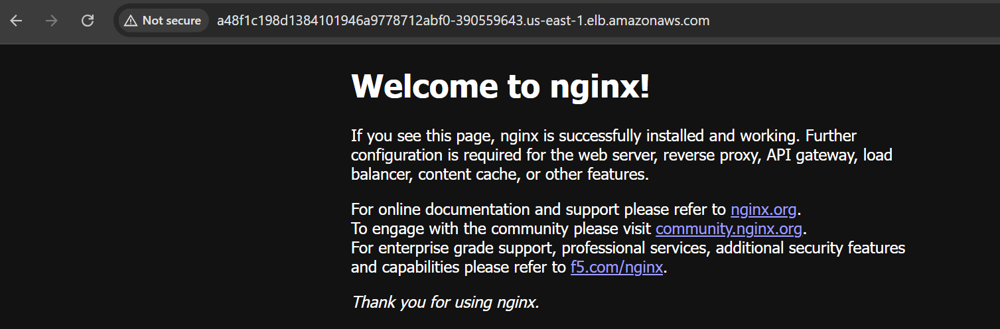 Not secure a48f1c198d1384101946a9778712abf0-390559643.us-east-1.elb.amazonaws.com
Welcome to nginx!
If you see this page, nginx is successfully installed and working. Further
configuration is required for the web server, reverse proxy, API gateway, load
balancer, content cache, or other features.
For online documentation and support please refer to nginx.org.
To engage with the community please visit community.nginx.org.
For enterprise grade support, professional services, additional security features
and capabilities please refer to f5.com/nginx.
Thank you for using nginx.